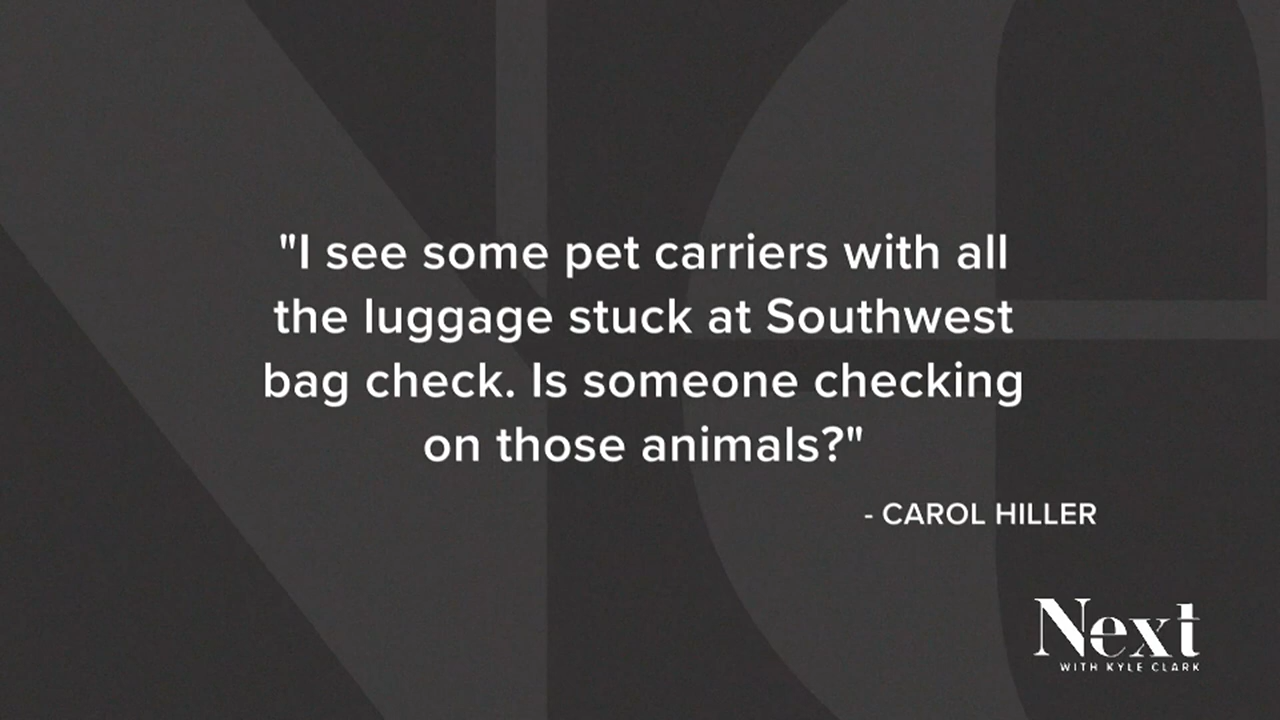 "I see some pet carriers with all
the luggage stuck at Southwest
bag check. Is someone checking
on those animals?"
- CAROL HILLER
Next
WITH KYLE CLARK